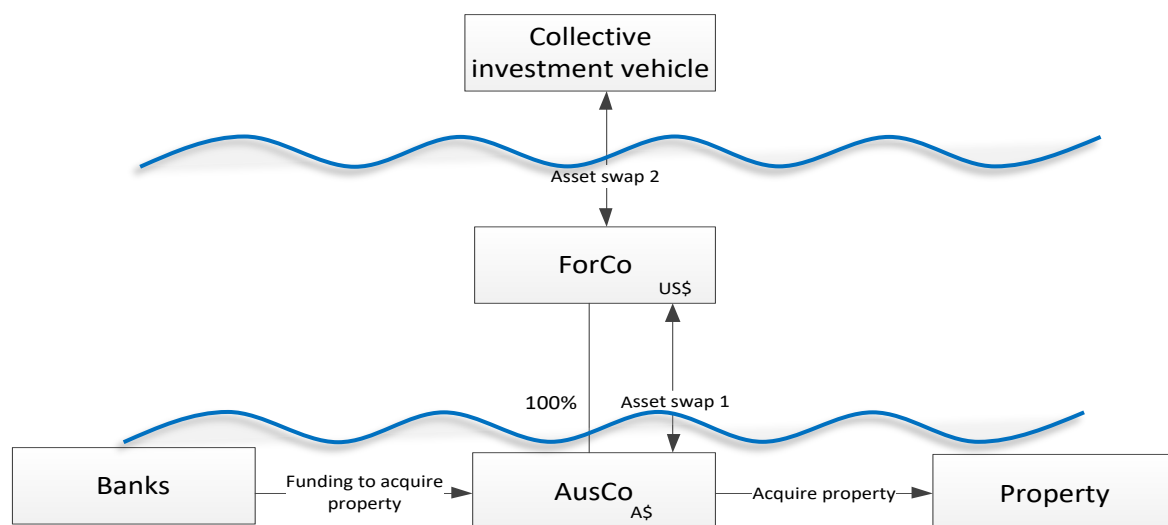 Collective
investment vehicle
Asset swap 2
ForCo
US$
100%
Asset swap 1
Banks
Funding to acquire
property
AusCo
A$
Acquire property
Property